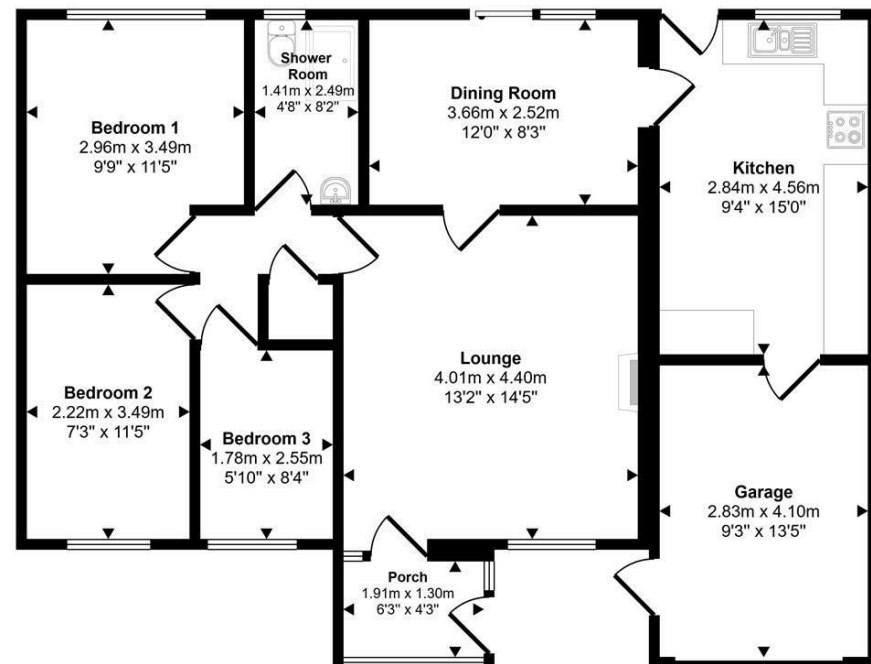 Bedroom 1
2.96m x 3.49m
9'9" x 11'5"
Shower
Room
1.41m x 2.49m
4'8" x 8'2"
Dining Room
3.66m x 2.52m
12'0" x 8'3"
Kitchen
2.84m x 4.56m
9'4" x 15'0"
Bedroom 2
2.22m x 3.49m
7'3" x 11'5"
Bedroom 3
1.78m x 2.55m
5'10" x 8'4"
Lounge
4.01m x 4.40m
13'2" x 14'5"
Garage
2.83m x 4.10m
9'3" x 13'5"
Porch
1.91m x 1.30m
6'3" x 4'3"